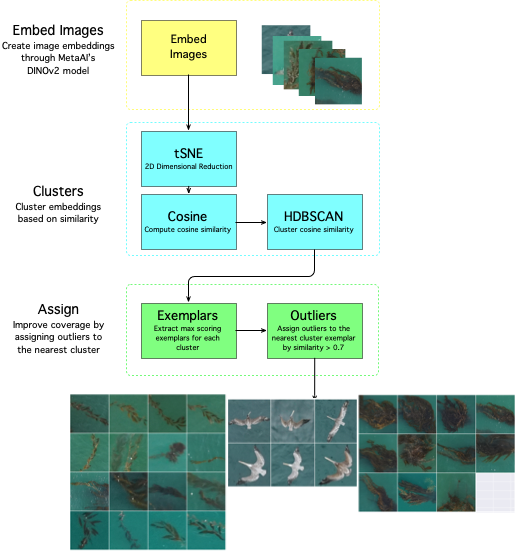 Embed Images
Create image embeddings
through MetaAI's
DINOv2 model
Embed
Images
tSNE
2D Dimensional Reduction
Clusters
Cluster embeddings
based on similarity
Cosine
Compute cosine similarity
HDBSCAN
Cluster cosine similarity
Assign
Improve coverage by
assigning outliers to
the nearest cluster
Exemplars
Extract max scoring
exemplars for each
cluster
Outliers
Assign outliers to the
nearest cluster exemplar
by similarity > 0.7